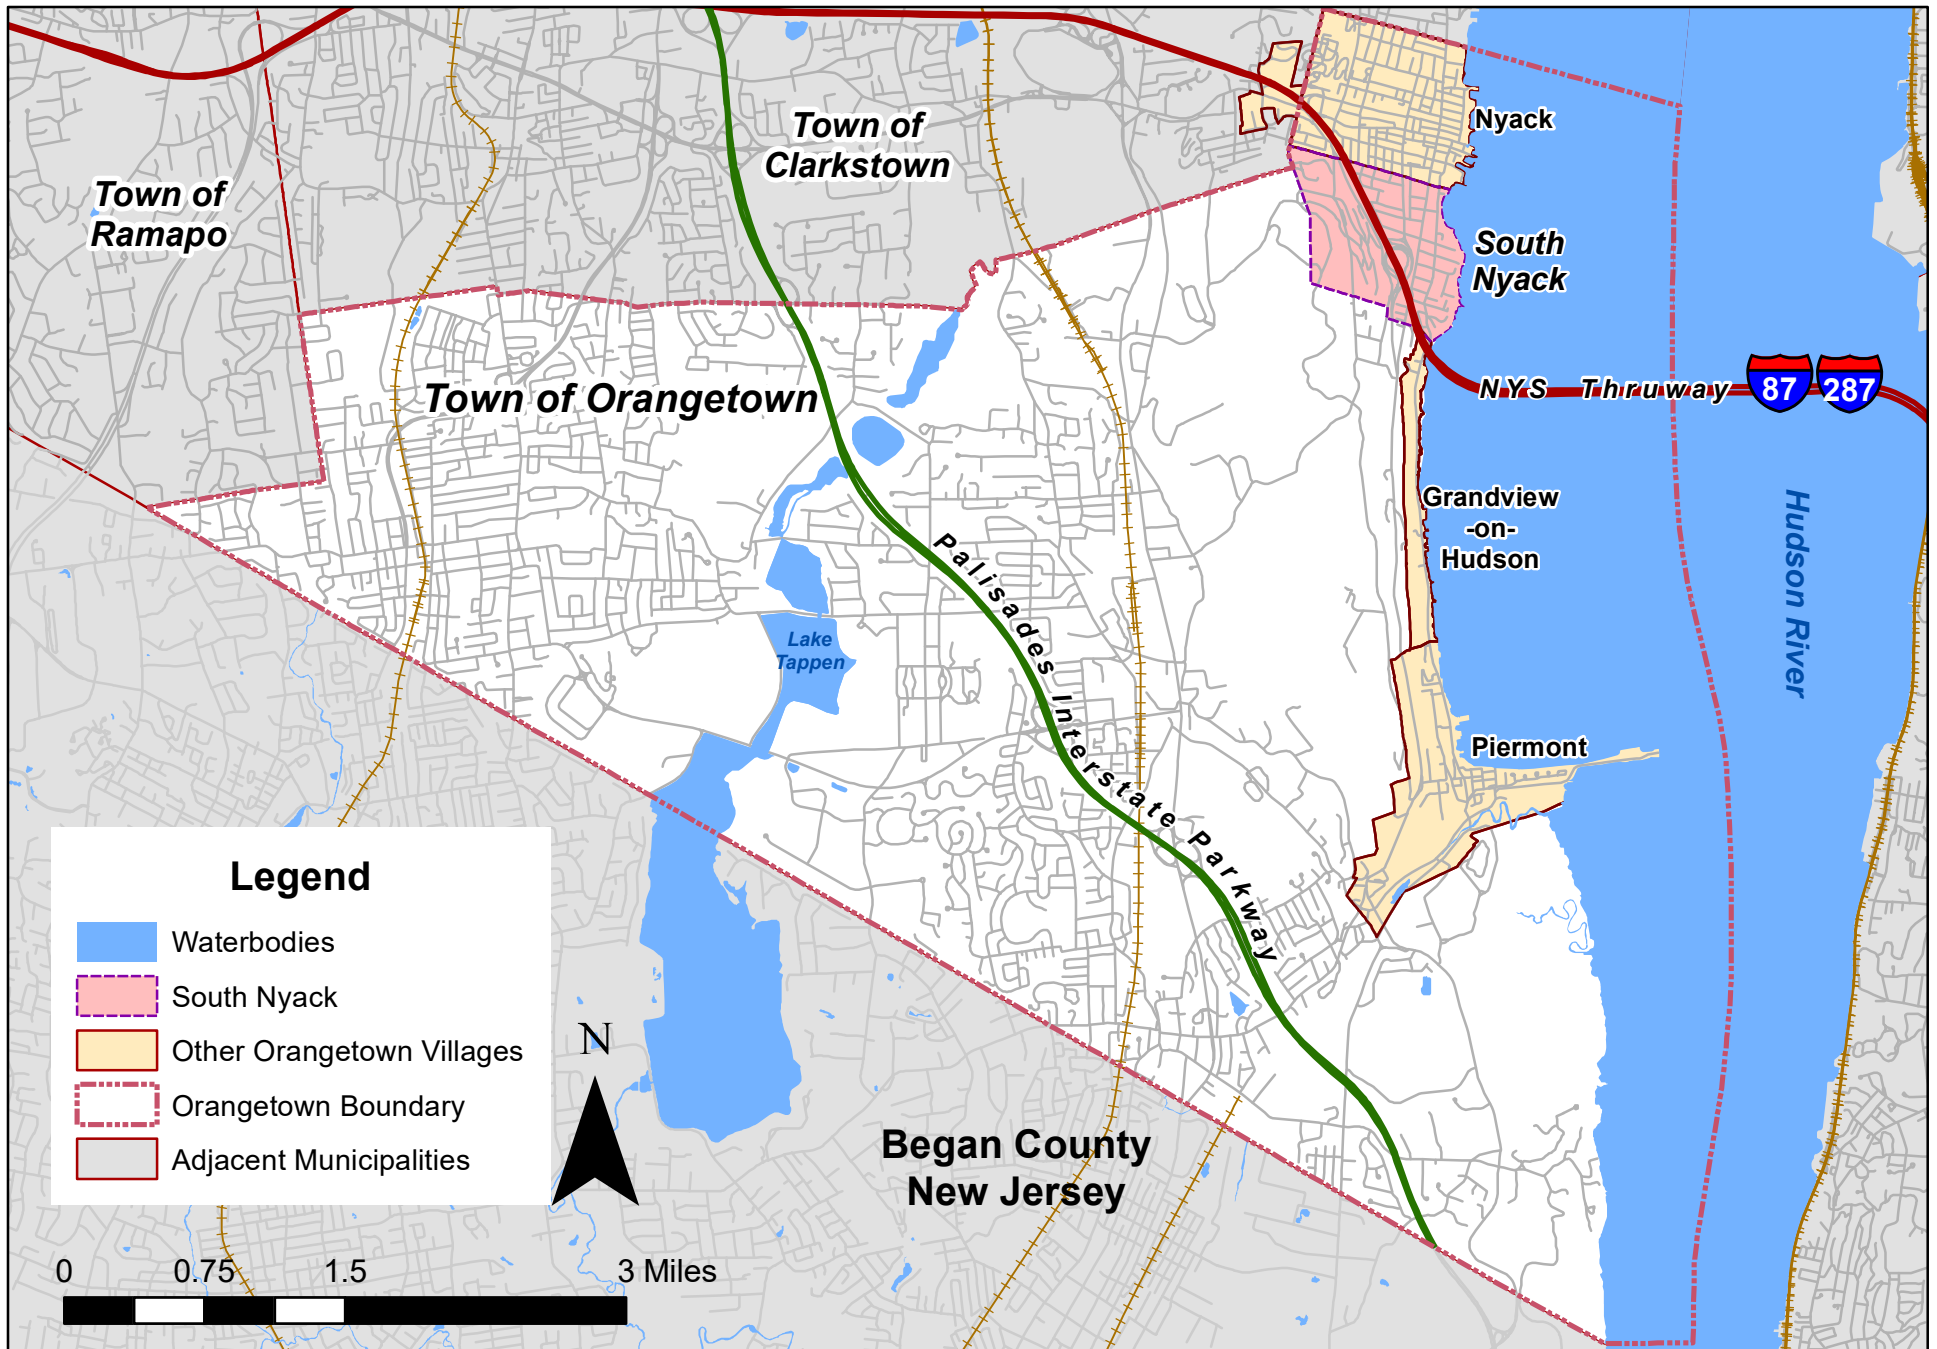 Town of
Clarkstown
Nyack
Town of
Ramapo
South
Nyack
Town of Orangetown
NYS Thruway
87
287
Grandview
-on-
Hudson
Hudson River
Palisades Interstate Parkway
Lake
Tappen
Piermont
Legend
Waterbodies
South Nyack
Other Orangetown Villages
Orangetown Boundary
Adjacent Municipalities
N
Began County
New Jersey
0 0.75 1.5 3 Miles